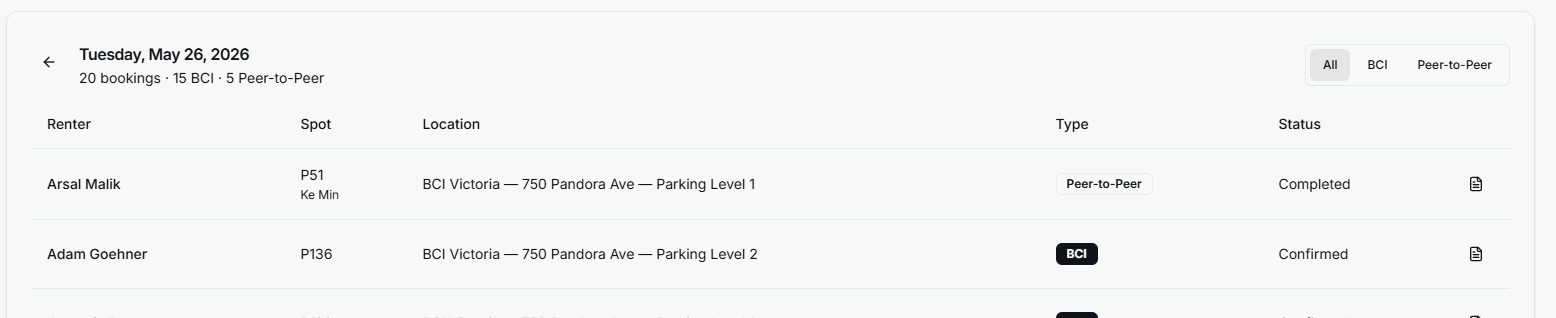 Tuesday, May 26, 2026
20 bookings · 15 BCI · 5 Peer-to-Peer
All BCI Peer-to-Peer
Renter Spot Location Type Status
Arsal Malik P51 BCI Victoria — 750 Pandora Ave — Parking Level 1 Peer-to-Peer Completed
Ke Min
Adam Goehner P136 BCI Victoria — 750 Pandora Ave — Parking Level 2 BCI Confirmed